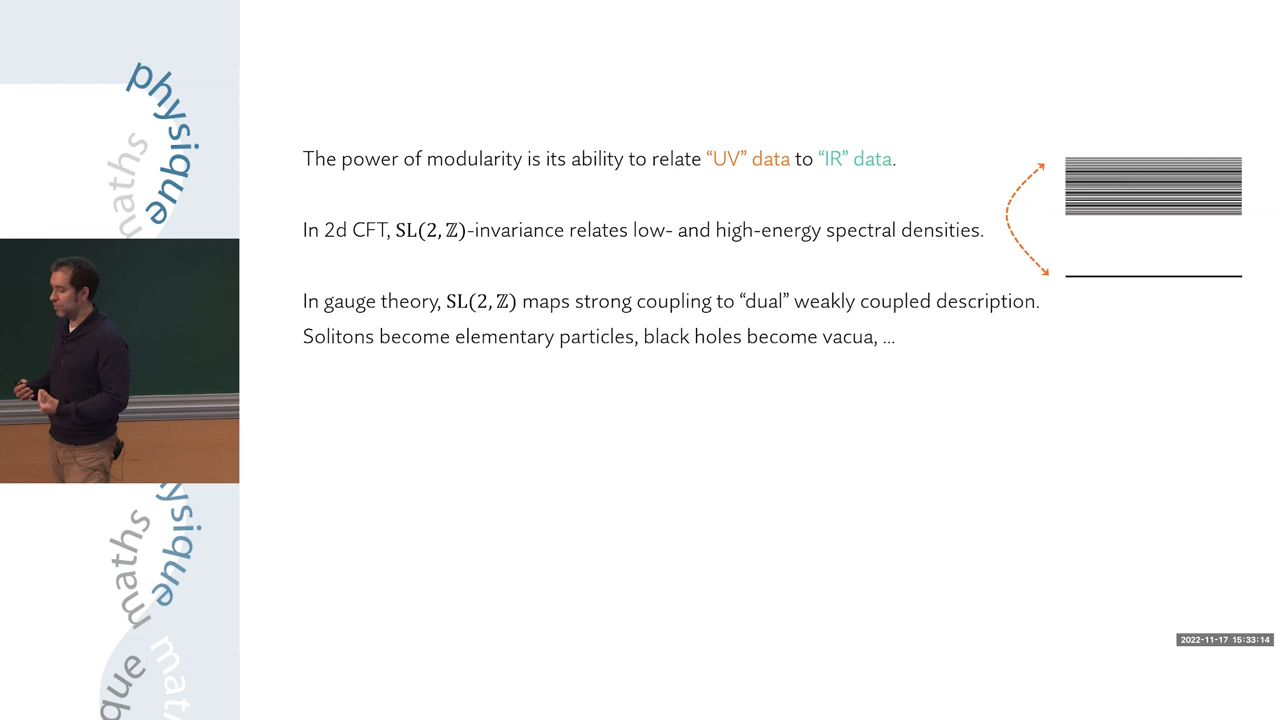 physique
maths
The power of modularity is its ability to relate “UV” data to “IR” data.
In 2d CFT, SL(2, ℤ)-invariance relates low- and high-energy spectral densities.
In gauge theory, SL(2, ℤ) maps strong coupling to “dual” weakly coupled description.
Solitons become elementary particles, black holes become vacua, ...
ysique
maths
que
mat
2022-11-17 15:33:14